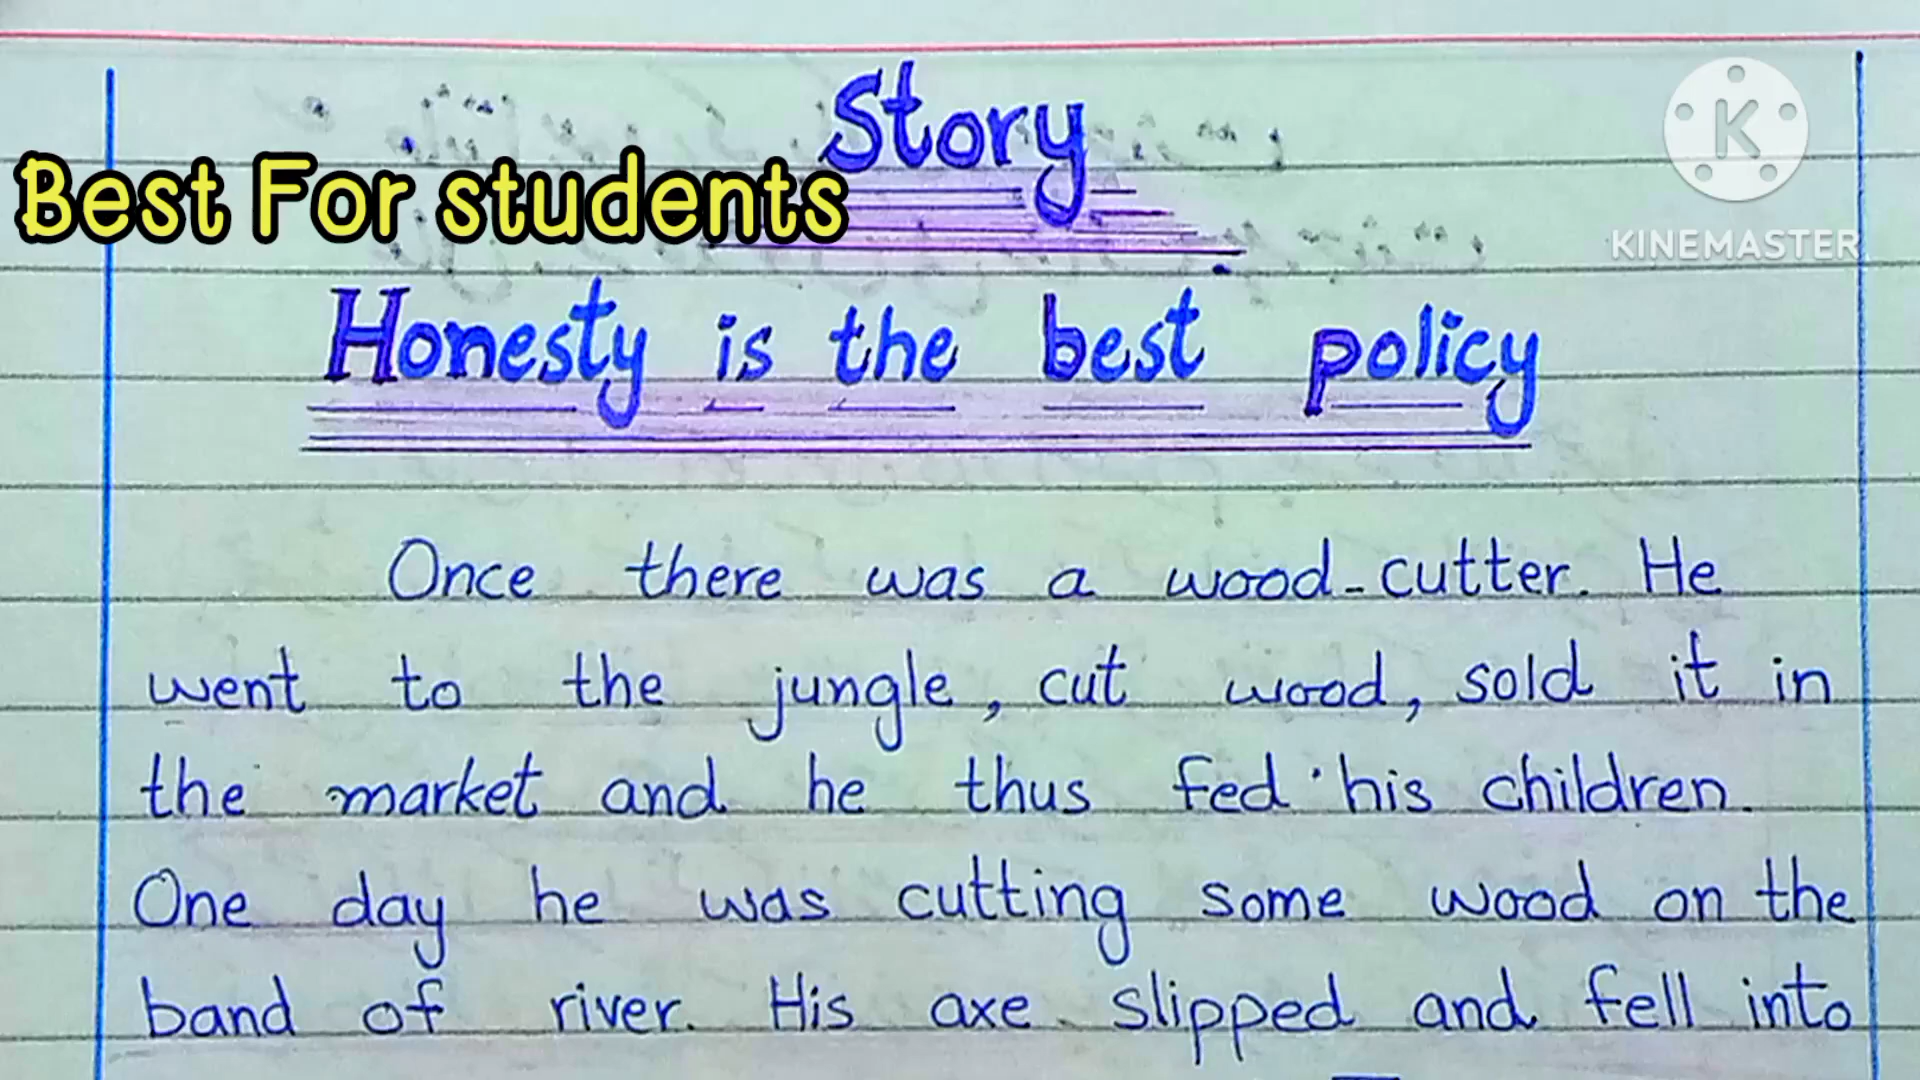 Story
Best For students
K
KINEMASTER
Honesty is the best policy
Once there was a wood-cutter. He
went to the jungle, cut wood, sold it in
the market and he thus fed his children.
One day he was cutting some wood on the
band of river. His axe slipped and fell into